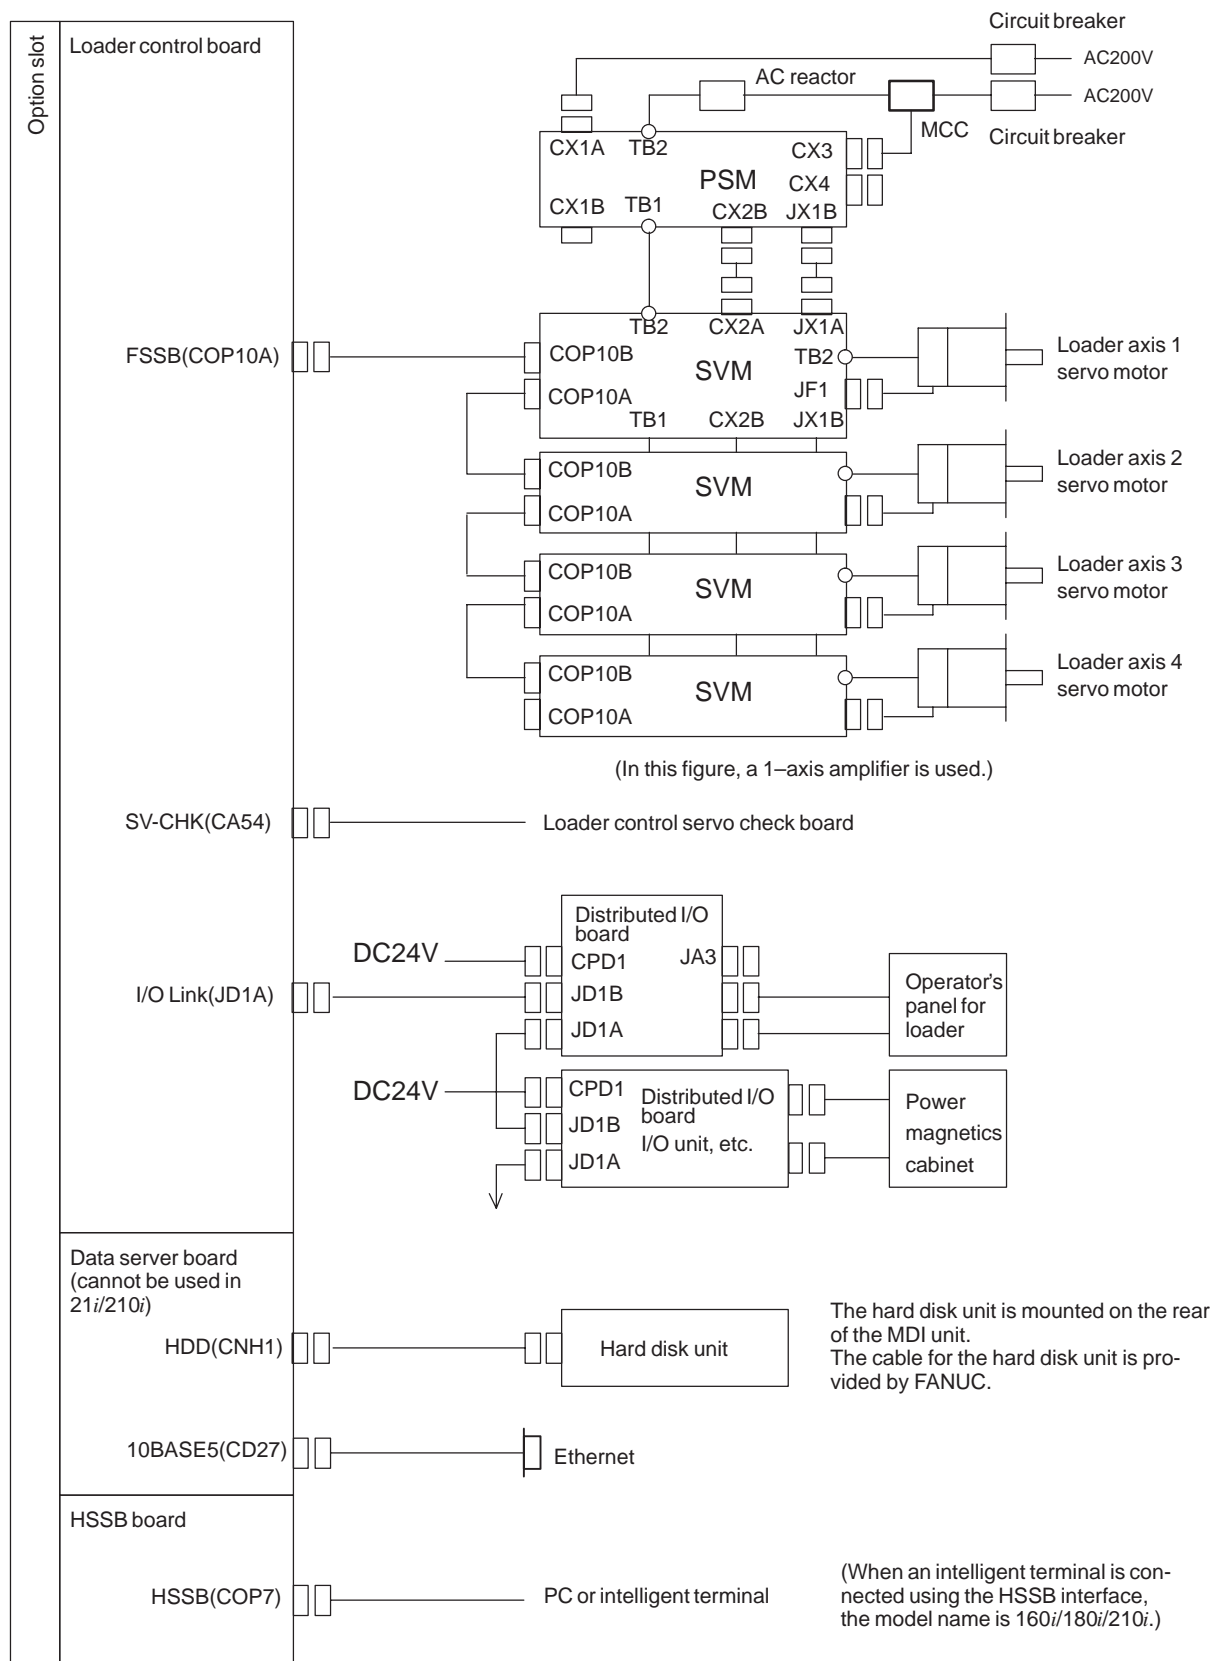 Option slot
Loader control board
Circuit breaker
AC200V
AC reactor
AC200V
MCC
Circuit breaker
CX1A
TB2
CX3
PSM
CX4
CX1B
TB1
CX2B
JX1B
TB2
CX2A
JX1A
FSSB(COP10A)
COP10B
SVM
TB2
Loader axis 1
servo motor
COP10A
JF1
TB1
CX2B
JX1B
COP10B
SVM
COP10A
Loader axis 2
servo motor
COP10B
SVM
COP10A
Loader axis 3
servo motor
COP10B
SVM
COP10A
Loader axis 4
servo motor
(In this figure, a 1–axis amplifier is used.)
SV-CHK(CA54)
Loader control servo check board
Distributed I/O
board
DC24V
CPD1
JA3
I/O Link(JD1A)
JD1B
JD1A
Operator's
panel for
loader
DC24V
CPD1
JD1B
JD1A
Distributed I/O
board
I/O unit, etc.
Power
magnetics
cabinet
Data server board
(cannot be used in
21i/210i)
HDD(CNH1)
Hard disk unit
The hard disk unit is mounted on the rear
of the MDI unit.
The cable for the hard disk unit is pro-
vided by FANUC.
10BASE5(CD27)
Ethernet
HSSB board
HSSB(COP7)
PC or intelligent terminal
(When an intelligent terminal is con-
nected using the HSSB interface,
the model name is 160i/180i/210i.)